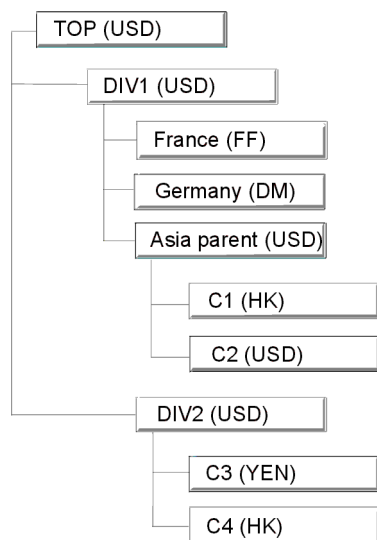 TOP (USD)
DIV1 (USD)
France (FF)
Germany (DM)
Asia parent (USD)
C1 (HK)
C2 (USD)
DIV2 (USD)
C3 (YEN)
C4 (HK)